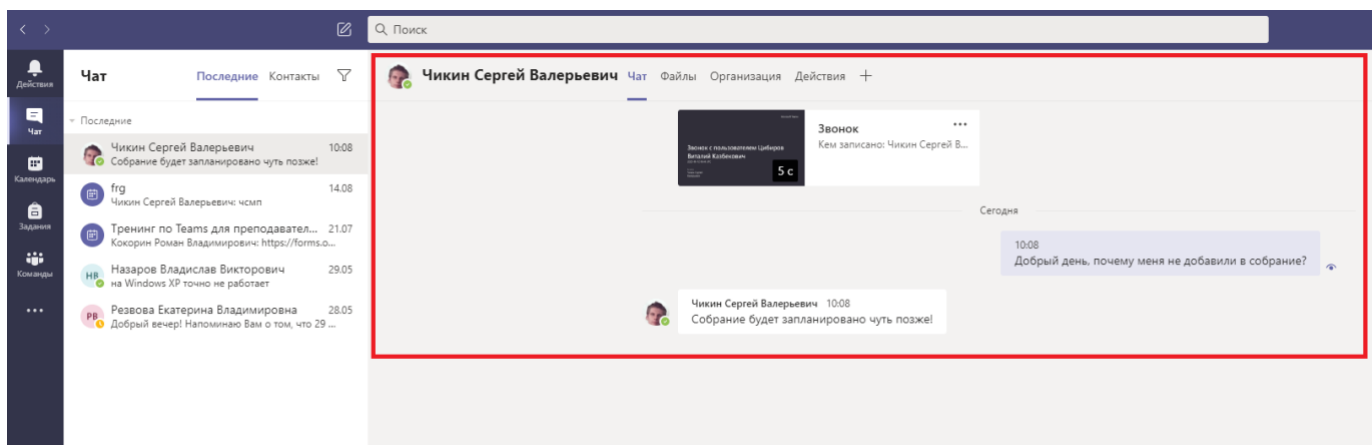 Поиск
Действия
Чат
Календарь
Задания
Команды
Чат Последние Контакты
Последние
Чикин Сергей Валерьевич 10:08
Собрание будет запланировано чуть позже!
frg 14.08
Чикин Сергей Валерьевич: чсмп
Тренинг по Teams для преподавател... 21.07
Кокорин Роман Владимирович: https://forms.o...
НВ
Назаров Владислав Викторович 29.05
на Windows XP точно не работает
РВ
Резвова Екатерина Владимировна 28.05
Добрый вечер! Напоминаю Вам о том, что 29 ...
Чикин Сергей Валерьевич Чат Файлы Организация Действия
Звонок с пользователем Цибиров
Виталий Казбекович
5 с
Звонок
Кем записано: Чикин Сергей В...
Сегодня
10:08
Добрый день, почему меня не добавили в собрание?
Чикин Сергей Валерьевич 10:08
Собрание будет запланировано чуть позже!